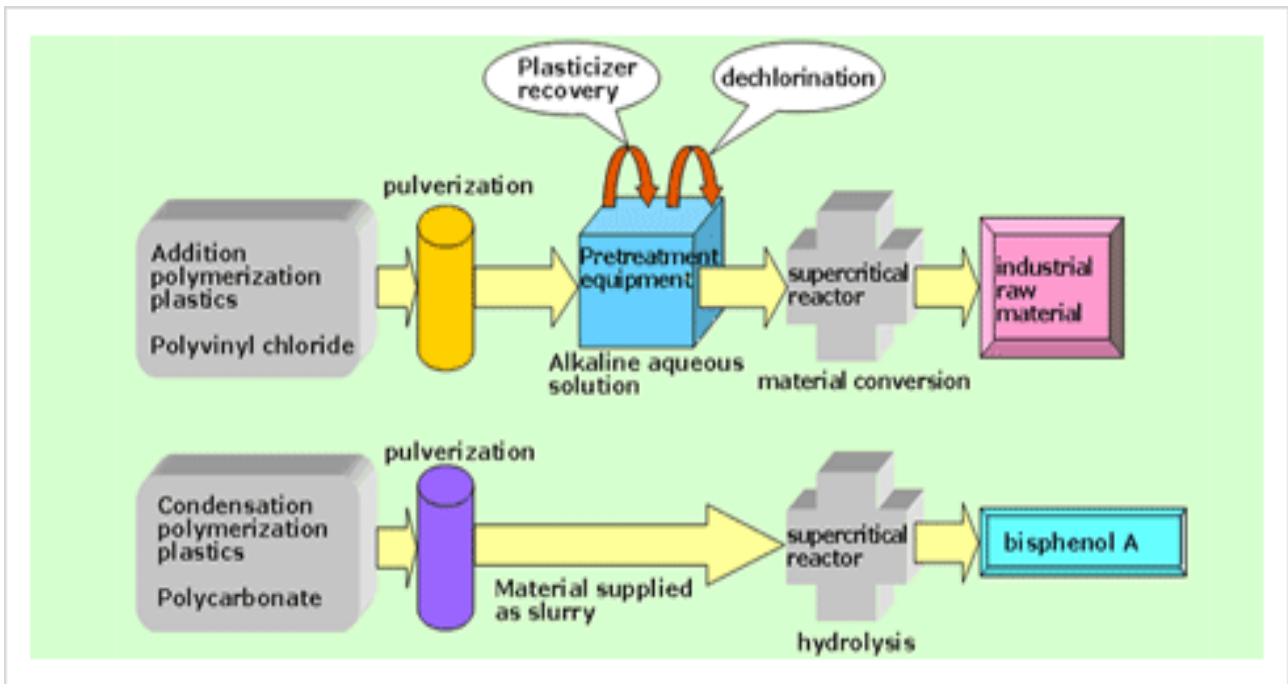 Plasticizer
recovery
dechlorination
pulverization
Addition
polymerization
plastics
Polyvinyl chloride
Pretreatment
equipment
Alkaline aqueous
solution
supercritical
reactor
material conversion
industrial
raw
material
pulverization
Condensation
polymerization
plastics
Polycarbonate
Material supplied
as slurry
supercritical
reactor
hydrolysis
bisphenol A